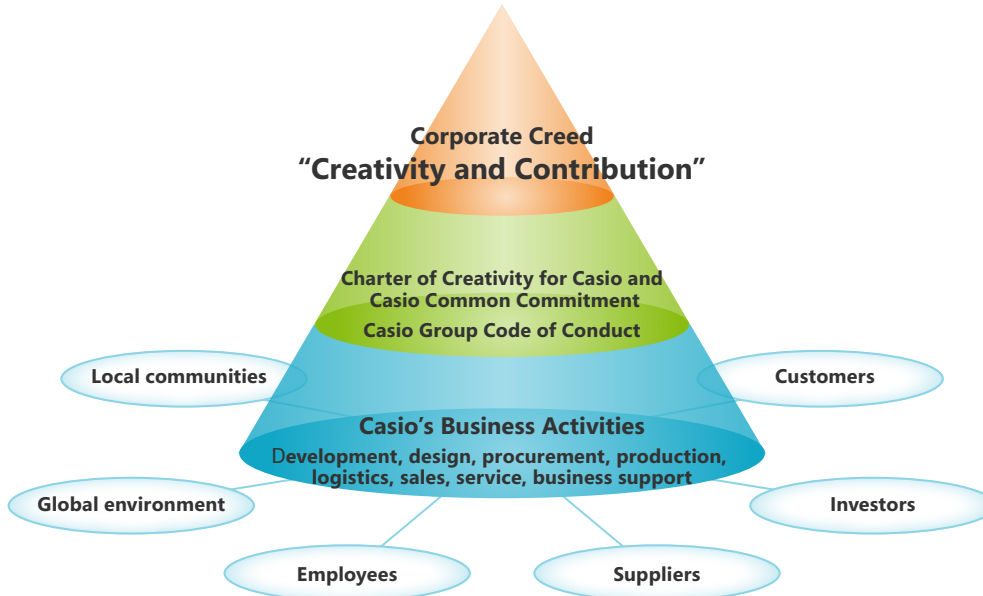 Corporate Creed
“Creativity and Contribution”
Charter of Creativity for Casio and
Casio Common Commitment
Casio Group Code of Conduct
Local communities
Customers
Casio’s Business Activities
Development, design, procurement, production,
logistics, sales, service, business support
Global environment
Investors
Employees
Suppliers